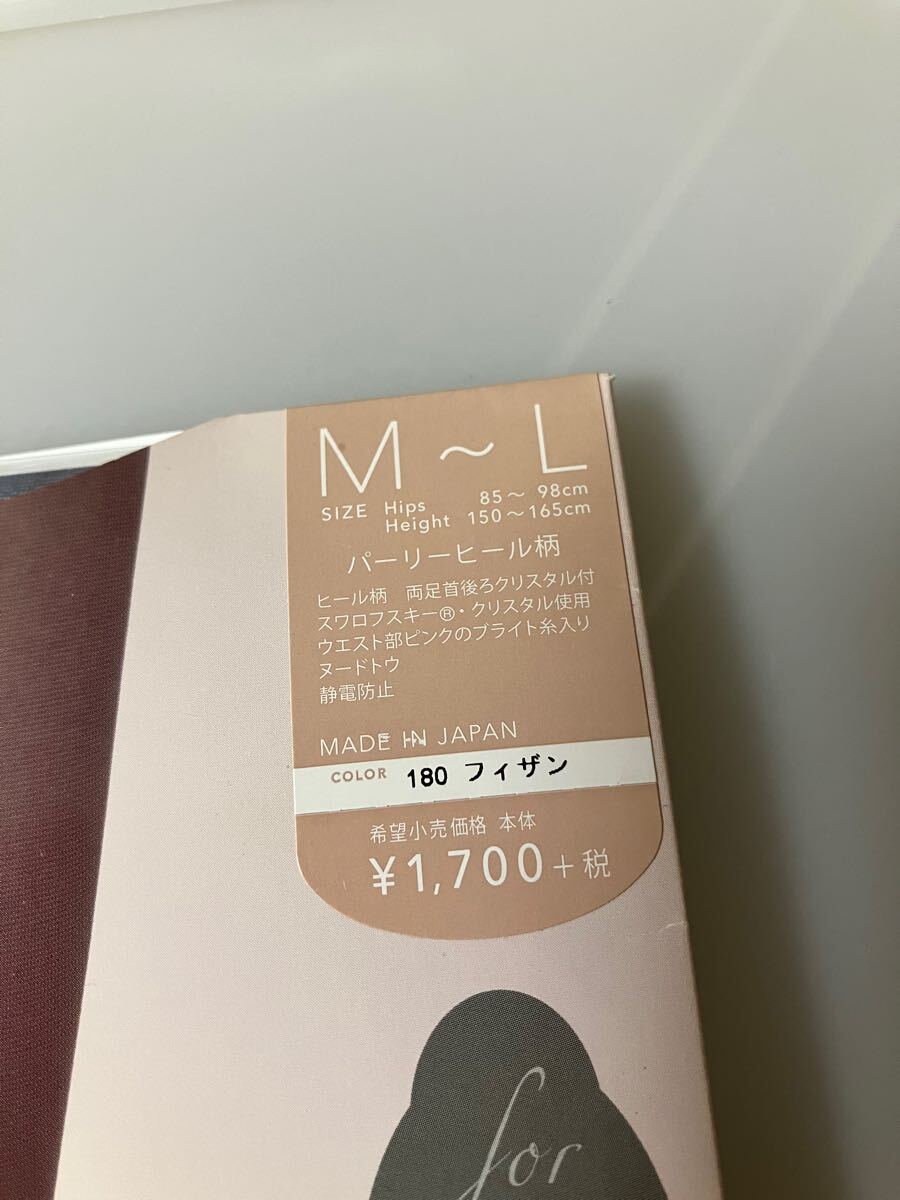 M～L
SIZE Hips 85～ 98cm
Height 150～165cm
パーリーヒール柄
ヒール柄 両足首後ろクリスタル付
スワロフスキー®・クリスタル使用
ウエスト部ピンクのブライト糸入り
ヌードトウ
静電防止
MADE IN JAPAN
COLOR 180 フィザン
希望小売価格 本体
¥1,700+税
for